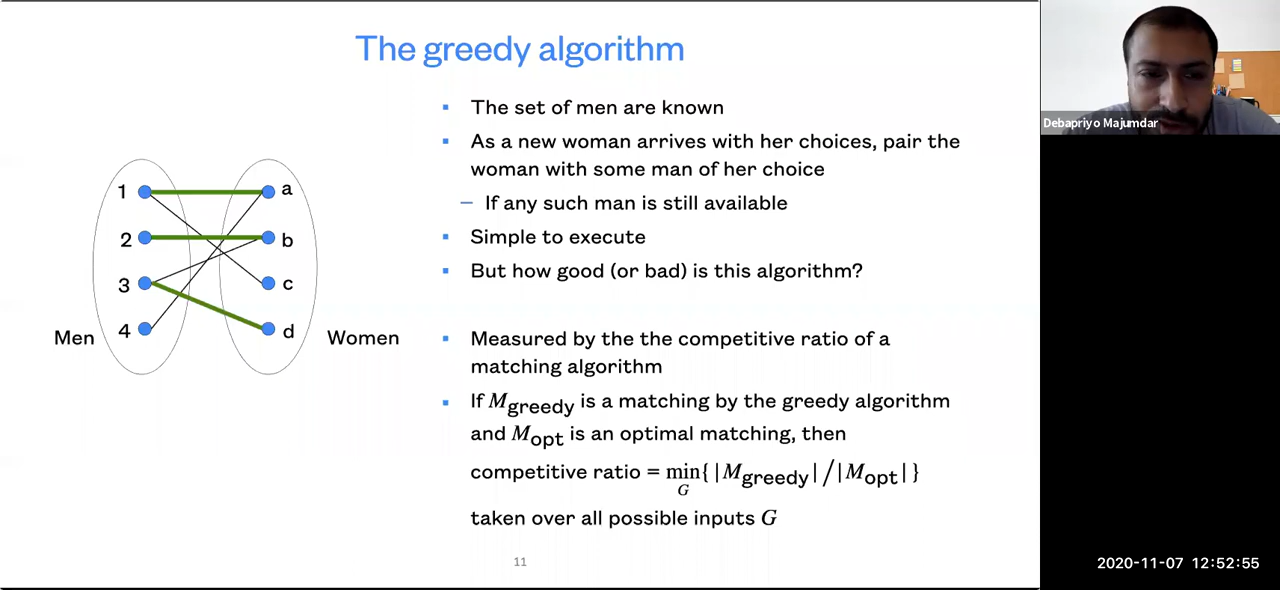 The greedy algorithm
The set of men are known
As a new woman arrives with her choices, pair the
woman with some man of her choice
– If any such man is still available
Simple to execute
But how good (or bad) is this algorithm?
Measured by the the competitive ratio of a
matching algorithm
If Mgreedy is a matching by the greedy algorithm
and Mopt is an optimal matching, then
competitive ratio = min{|Mgreedy|/|Mopt|}
G
taken over all possible inputs G
1 a
2 b
3 c
4 d
Men Women
11
Debapriyo Majumdar
2020-11-07 12:52:55